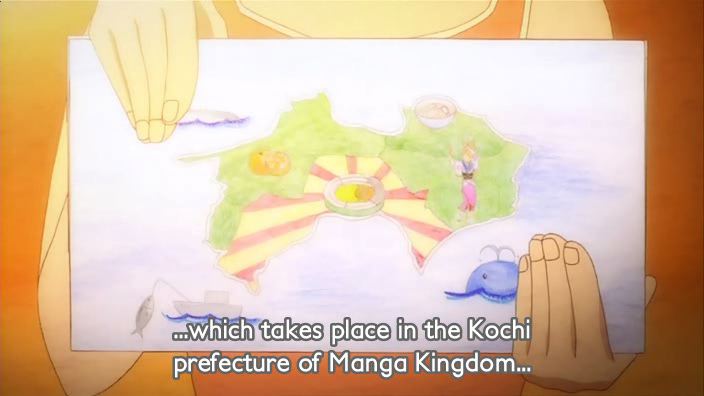 ...which takes place in the Kochi
prefecture of Manga Kingdom...